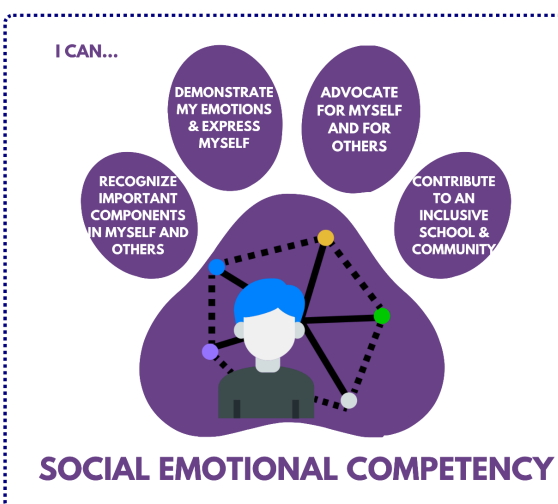 I CAN...
DEMONSTRATE
MY EMOTIONS
& EXPRESS
MYSELF
ADVOCATE
FOR MYSELF
AND FOR
OTHERS
RECOGNIZE
IMPORTANT
COMPONENTS
IN MYSELF AND
OTHERS
CONTRIBUTE
TO AN
INCLUSIVE
SCHOOL &
COMMUNITY
SOCIAL EMOTIONAL COMPETENCY